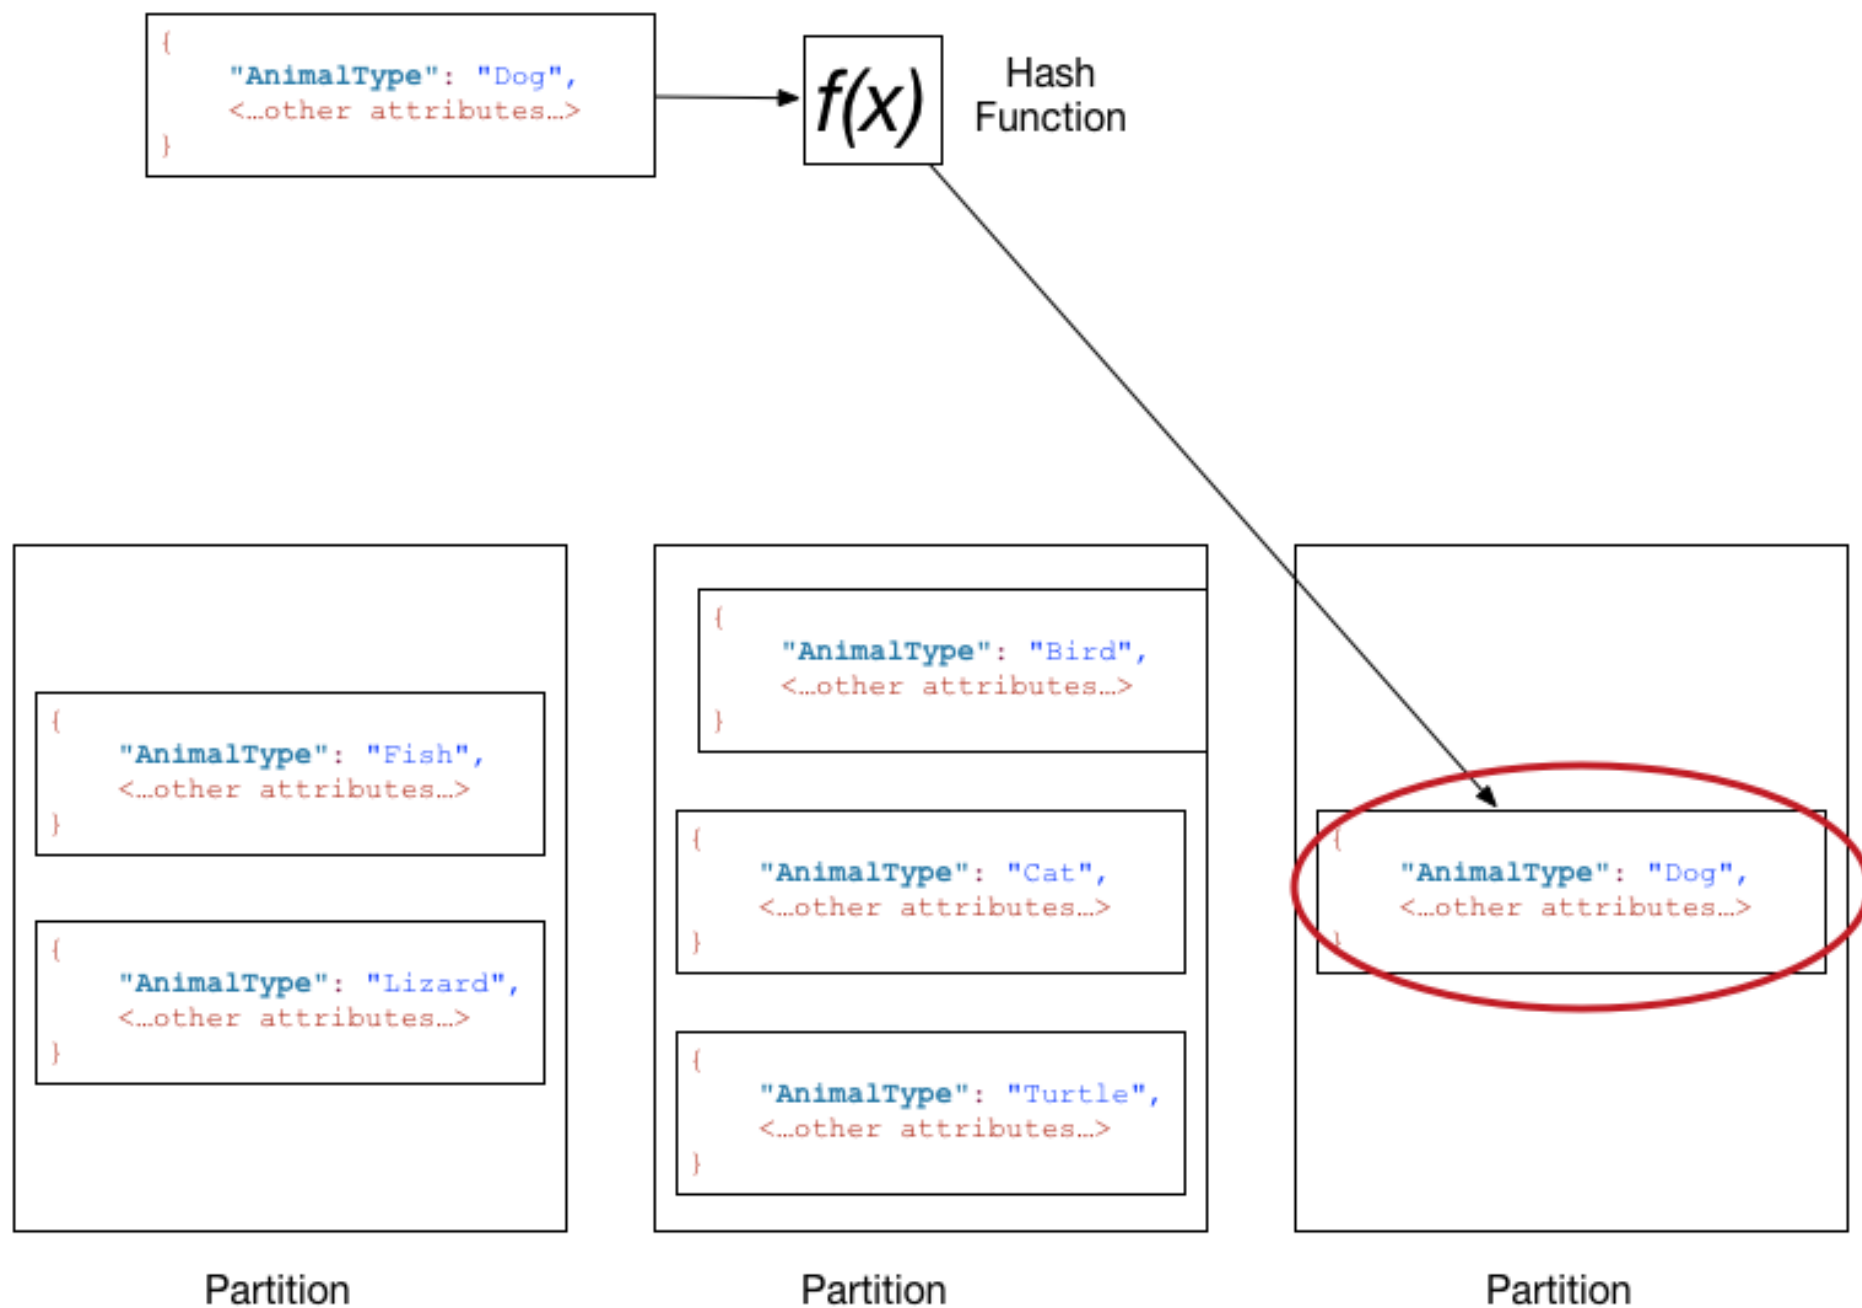 {
"AnimalType": "Dog",
<…other attributes…>
}
f(x)
Hash
Function
{
"AnimalType": "Fish",
<…other attributes…>
}
{
"AnimalType": "Lizard",
<…other attributes…>
}
Partition
{
"AnimalType": "Bird",
<…other attributes…>
}
{
"AnimalType": "Cat",
<…other attributes…>
}
{
"AnimalType": "Turtle",
<…other attributes…>
}
Partition
{
"AnimalType": "Dog",
<…other attributes…>
}
Partition